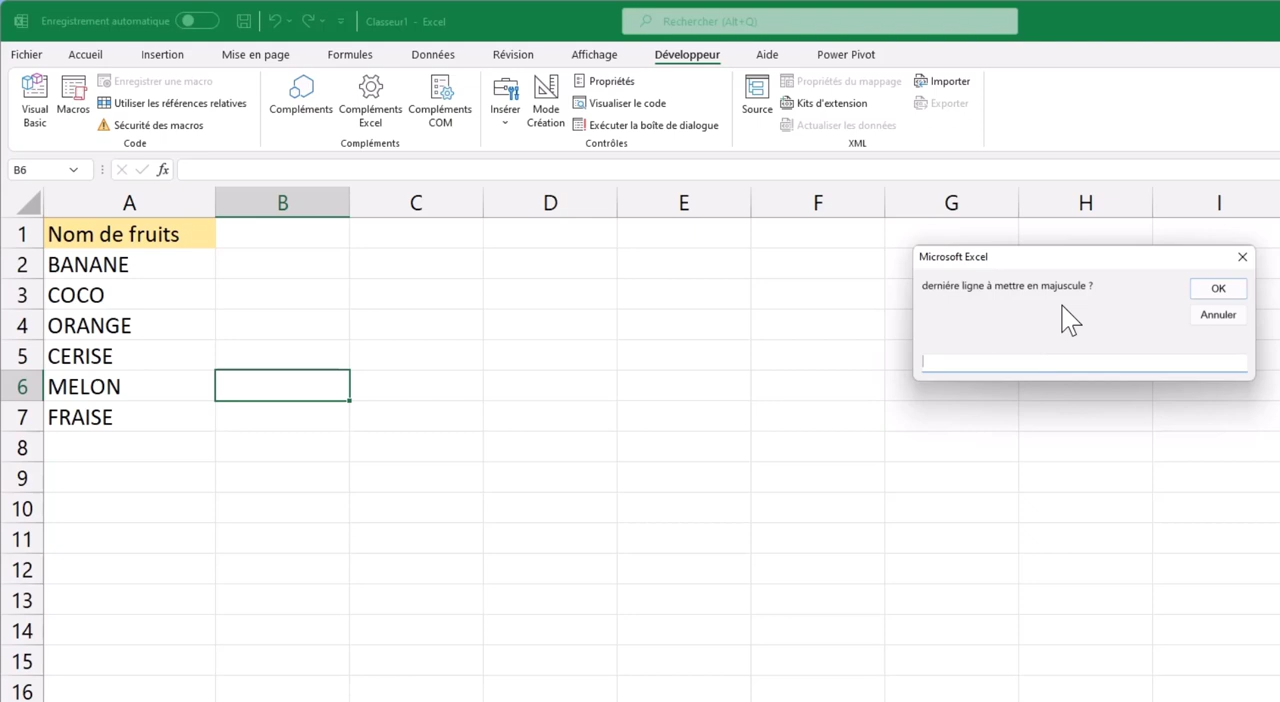 Enregistrement automatique
Classeur1 - Excel
Rechercher (Alt+Q)
Fichier Accueil Insertion Mise en page Formules Données Révision Affichage Développeur Aide Power Pivot
Visual Basic
Macros
Enregistrer une macro
Utiliser les références relatives
Sécurité des macros
Code
Compléments
Compléments Excel
Compléments COM
Compléments
Insérer
Mode Création
Propriétés
Visualiser le code
Exécuter la boîte de dialogue
Contrôles
Source
Propriétés du mappage
Kits d'extension
Actualiser les données
Importer
Exporter
XML
B6
fx
A B C D E F G H I
1 Nom de fruits
2 BANANE
3 COCO
4 ORANGE
5 CERISE
6 MELON
7 FRAISE
8
9
10
11
12
13
14
15
16
Microsoft Excel
derniére ligne à mettre en majuscule ?
OK
Annuler